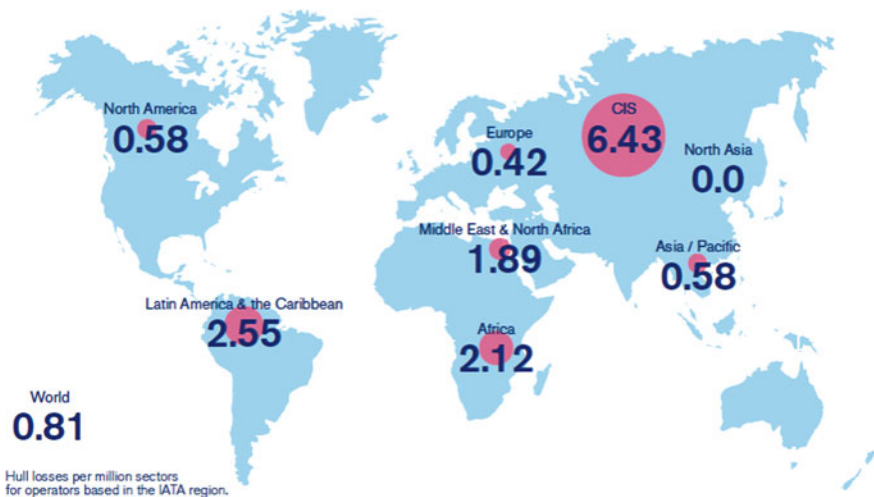 North America
0.58
Europe
0.42
CIS
6.43
North Asia
0.0
Middle East & North Africa
1.89
Asia / Pacific
0.58
Latin America & the Caribbean
2.55
Africa
2.12
World
0.81
Hull losses per million sectors
for operators based in the IATA region.